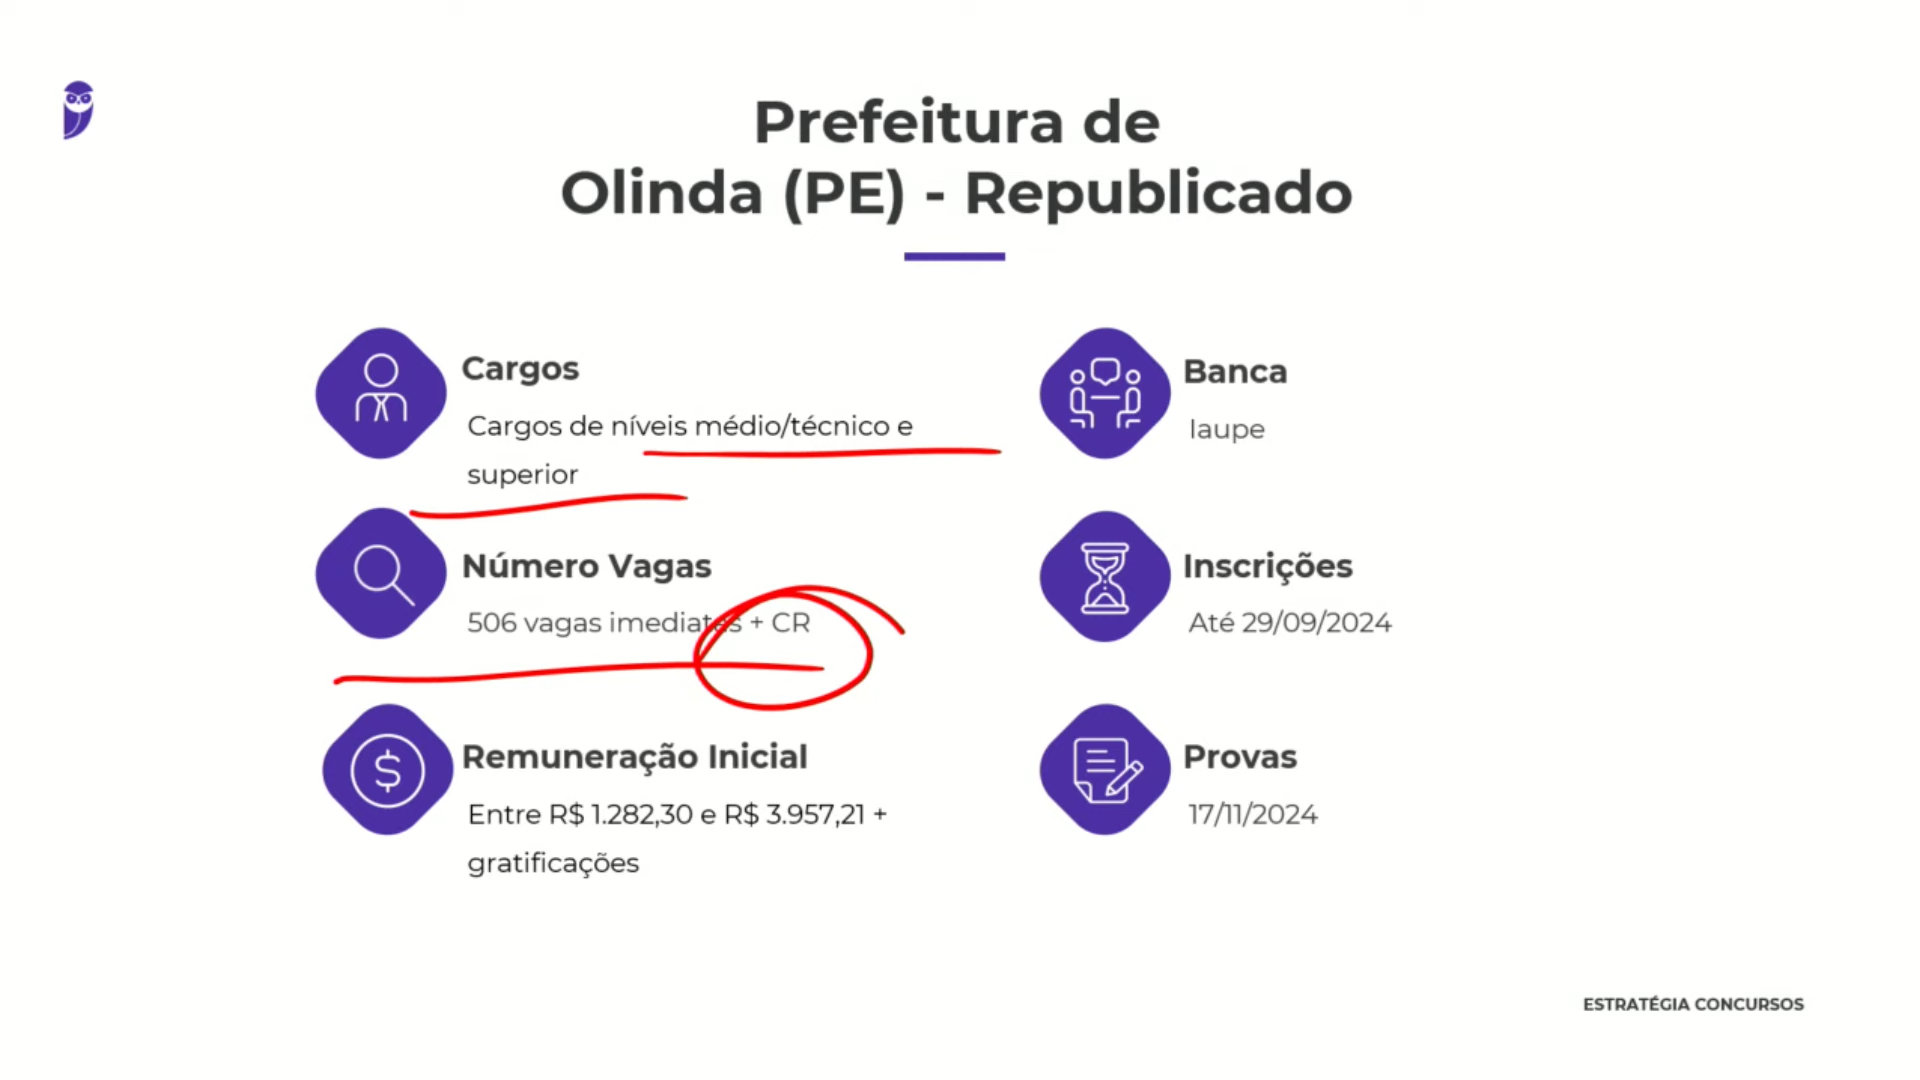 Prefeitura de
Olinda (PE) - Republicado
Cargos
Cargos de níveis médio/técnico e
superior
Número Vagas
506 vagas imediatas + CR
Remuneração Inicial
Entre R$ 1.282,30 e R$ 3.957,21 +
gratificações
Banca
Iaupe
Inscrições
Até 29/09/2024
Provas
17/11/2024
ESTRATÉGIA CONCURSOS